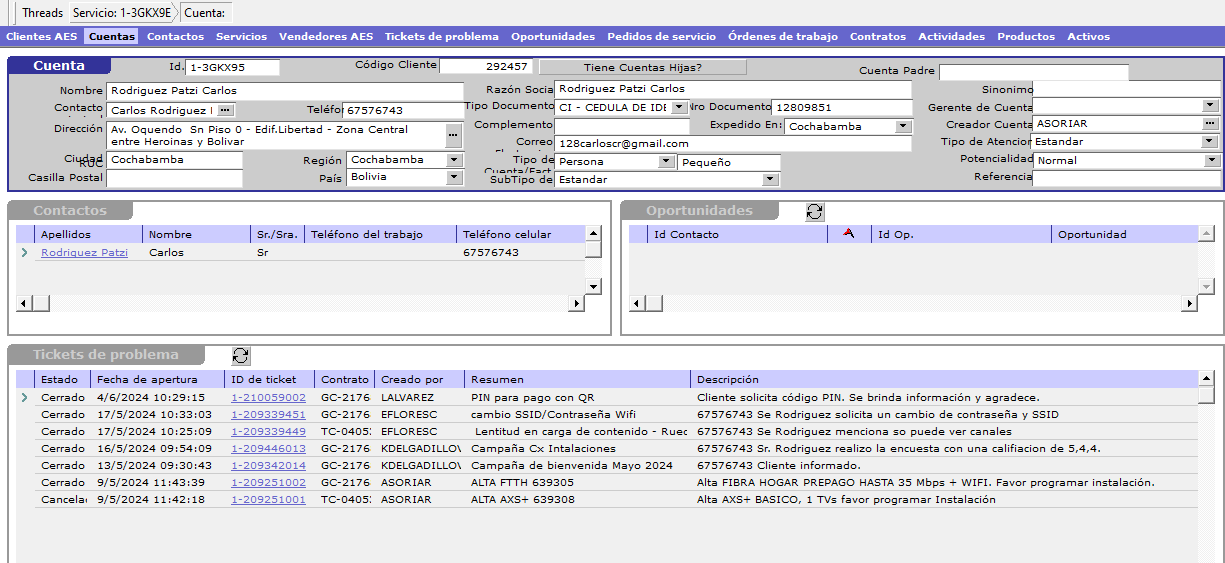 Threads Servicio: 1-3GKX9E Cuenta:
Clientes AES Cuentas Contactos Servicios Vendedores AES Tickets de problema Oportunidades Pedidos de servicio Órdenes de trabajo Contratos Actividades Productos Activos
Cuenta Id. 1-3GKX95 Código Cliente 292457 Tiene Cuentas Hijas? Cuenta Padre
Nombre Rodriguez Patzi Carlos Razón Socia Rodriguez Patzi Carlos Sinonimo
Contacto Carlos Rodriguez Teléfo 67576743 Tipo Documento CI - CEDULA DE IDE Nro Documento 12809851 Gerente de Cuenta
Dirección Av. Oquendo Sn Piso 0 - Edif.Libertad - Zona Central Complemento Expedido En: Cochabamba Creador Cuenta ASORIAR
entre Heroinas y Bolivar Correo 128carloscr@gmail.com Tipo de Atencion Estandar
Ciudad RUC Cochabamba Región Cochabamba Tipo de Persona Pequeño Potencialidad Normal
Cuenta/Fact
Casilla Postal País Bolivia SubTipo de Estandar Referencia
Contactos
Apellidos Nombre Sr./Sra. Teléfono del trabajo Teléfono celular
Rodriguez Patzi Carlos Sr 67576743
Oportunidades
Id Contacto Id Op. Oportunidad
Tickets de problema
Estado Fecha de apertura ID de ticket Contrato Creado por Resumen Descripción
Cerrado 4/6/2024 10:29:15 1-210059002 GC-2176 LALVAREZ PIN para pago con QR Cliente solicita código PIN. Se brinda información y agradece.
Cerrado 17/5/2024 10:33:03 1-209339451 GC-2176 EFLORESC cambio SSID/Contraseña Wifi 67576743 Se Rodriguez solicita un cambio de contraseña y SSID
Cerrado 17/5/2024 10:25:09 1-209339449 TC-0405 EFLORESC Lentitud en carga de contenido - Ruec 67576743 Se Rodriguez menciona so puede ver canales
Cerrado 16/5/2024 09:54:09 1-209446013 GC-2176 KDELGADILLOV Campaña Cx Intalaciones 67576743 Sr. Rodriguez realizo la encuesta con una califiacion de 5,4,4.
Cerrado 13/5/2024 09:30:43 1-209342014 GC-2176 KDELGADILLOV Campaña de bienvenida Mayo 2024 67576743 Cliente informado.
Cerrado 9/5/2024 11:43:39 1-209251002 GC-2176 ASORIAR ALTA FTTH 639305 Alta FIBRA HOGAR PREPAGO HASTA 35 Mbps + WIFI. Favor programar instalación.
Cancela 9/5/2024 11:42:18 1-209251001 TC-0405 ASORIAR ALTA AXS+ 639308 Alta AXS+ BASICO, 1 TVs favor programar Instalación